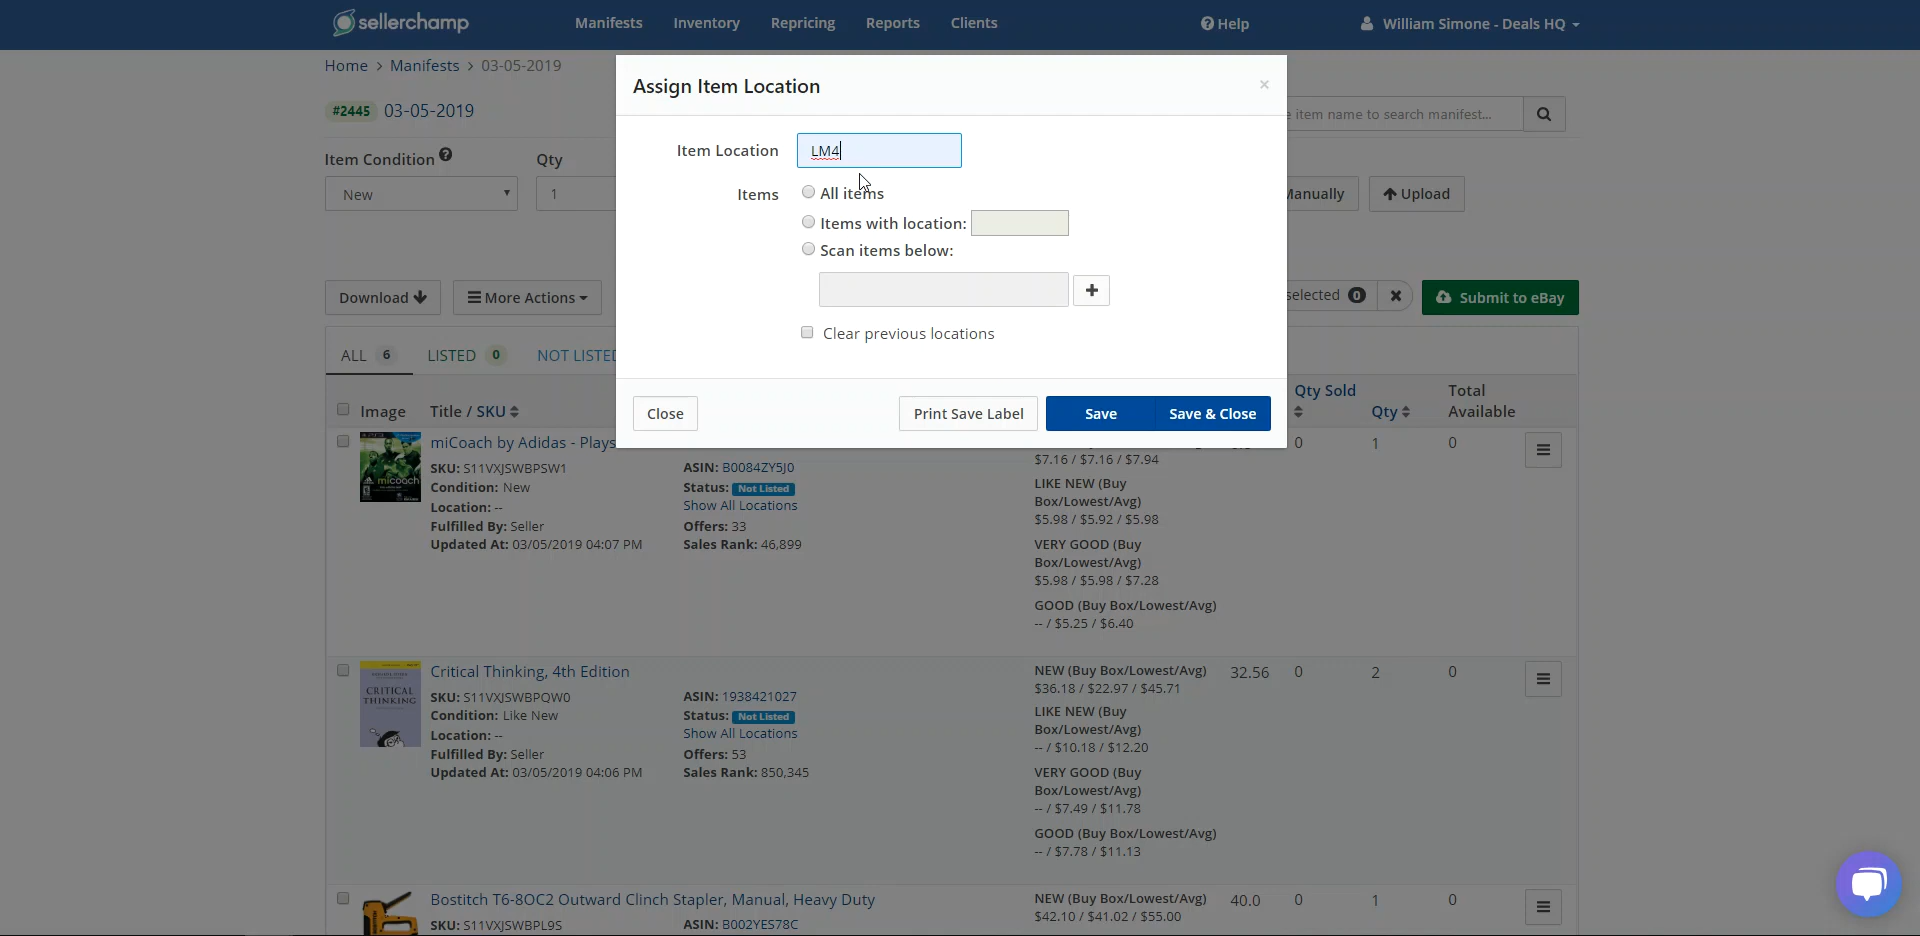 sellerchamp
Manifests
Inventory
Repricing
Reports
Clients
Help
William Simone - Deals HQ
Home > Manifests > 03-05-2019
#2445 03-05-2019
item name to search manifest...
Item Condition
Qty
New
1
Manually
Upload
Download
More Actions
selected 0
Submit to eBay
Assign Item Location
×
Item Location
LM4
Items
All items
Items with location:
Scan items below:
+
Clear previous locations
Close
Print Save Label
Save
Save & Close
ALL 6
LISTED 0
NOT LISTED
Image
Title / SKU
Qty Sold
Qty
Total
Available
miCoach by Adidas - Plays
SKU: S11VXJSWBPSW1
Condition: New
Location: --
Fulfilled By: Seller
Updated At: 03/05/2019 04:07 PM
ASIN: B0084ZY5J0
Status: Not Listed
Show All Locations
Offers: 33
Sales Rank: 46,899
$7.16 / $7.16 / $7.94
LIKE NEW (Buy
Box/Lowest/Avg)
$5.98 / $5.92 / $5.98
VERY GOOD (Buy
Box/Lowest/Avg)
$5.98 / $5.98 / $7.28
GOOD (Buy Box/Lowest/Avg)
-- / $5.25 / $6.40
0
1
0
micoach
CRITICAL
THINKING
Critical Thinking, 4th Edition
SKU: S11VXJSWBPQW0
Condition: Like New
Location: --
Fulfilled By: Seller
Updated At: 03/05/2019 04:06 PM
ASIN: 1938421027
Status: Not Listed
Show All Locations
Offers: 53
Sales Rank: 850,345
NEW (Buy Box/Lowest/Avg)
$36.18 / $22.97 / $45.71
LIKE NEW (Buy
Box/Lowest/Avg)
-- / $10.18 / $12.20
VERY GOOD (Buy
Box/Lowest/Avg)
-- / $7.49 / $11.78
GOOD (Buy Box/Lowest/Avg)
-- / $7.78 / $11.13
32.56
0
2
0
Bostitch T6-8OC2 Outward Clinch Stapler, Manual, Heavy Duty
SKU: S11VXJSWBPL9S
ASIN: B002YES78C
NEW (Buy Box/Lowest/Avg)
$42.10 / $41.02 / $55.00
40.0
0
1
0